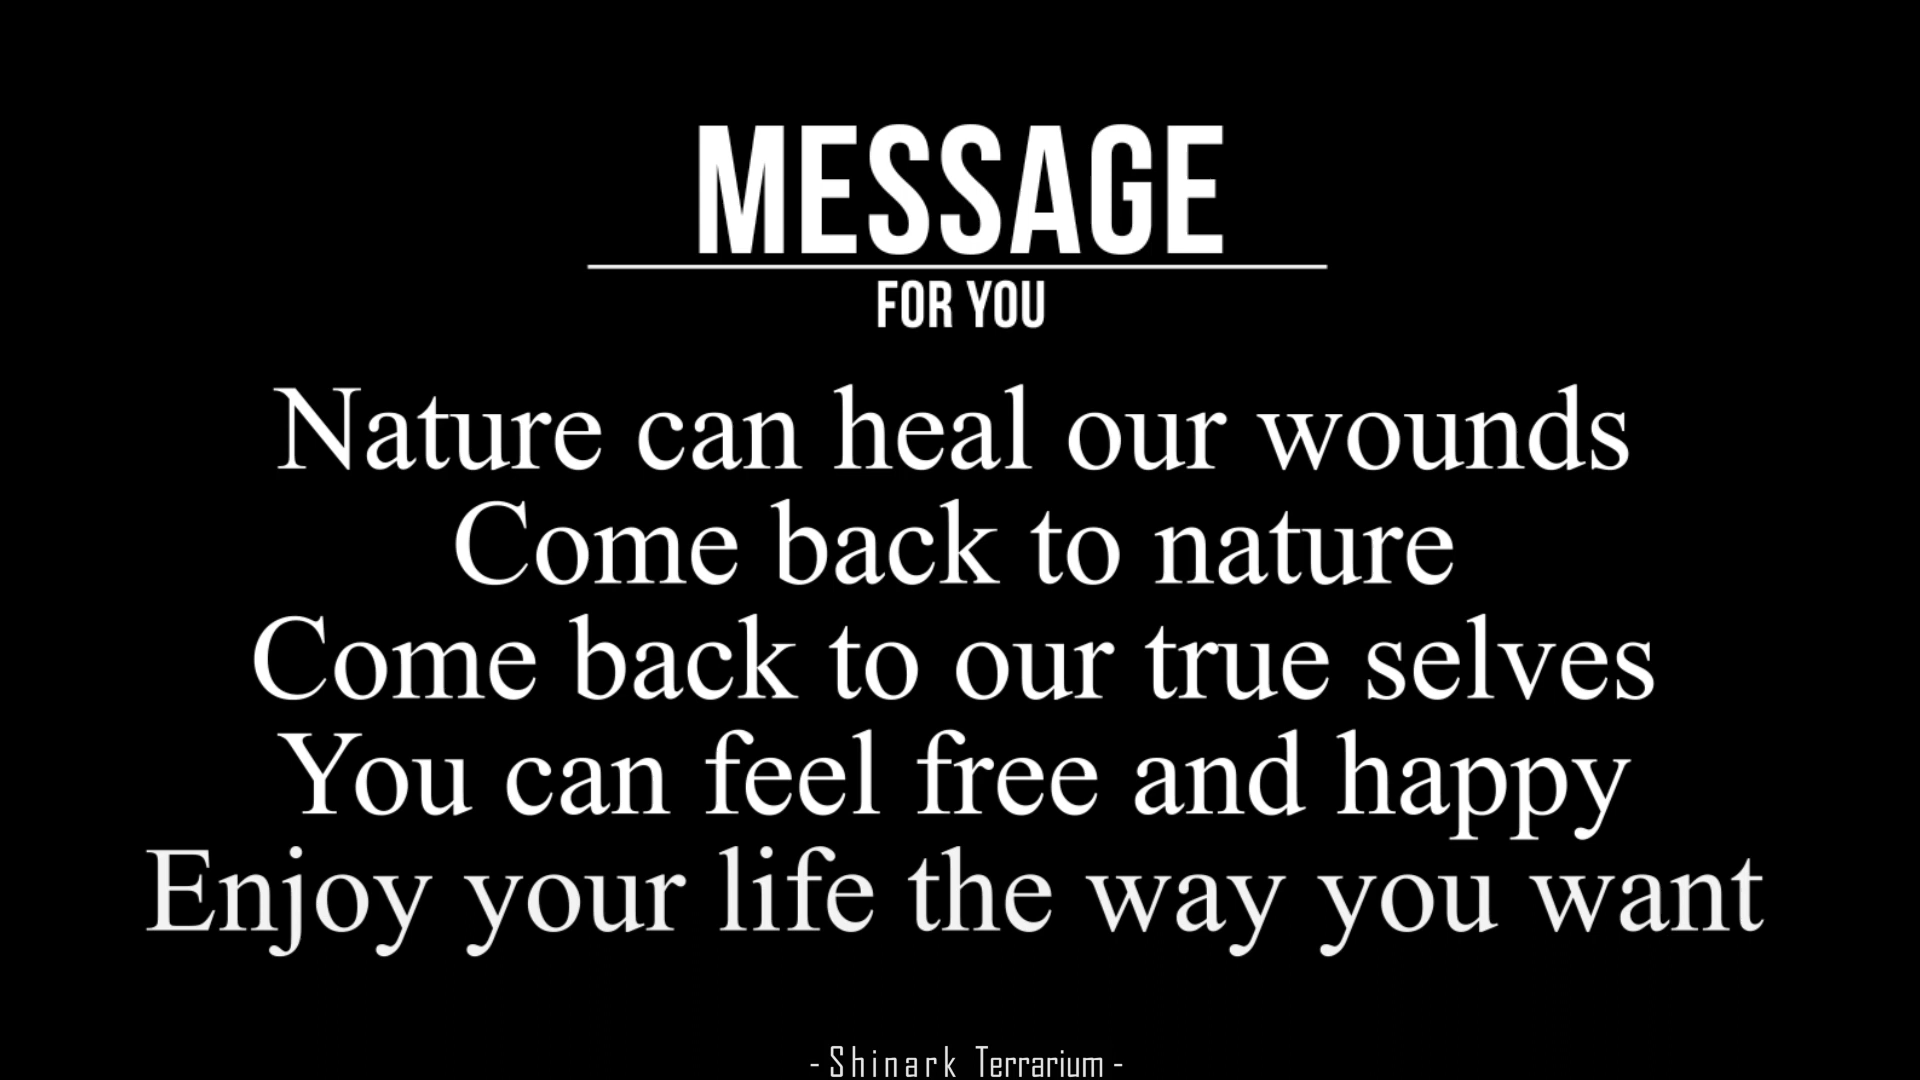 MESSAGE
FOR YOU
Nature can heal our wounds
Come back to nature
Come back to our true selves
You can feel free and happy
Enjoy your life the way you want
- Shinark Terrarium -